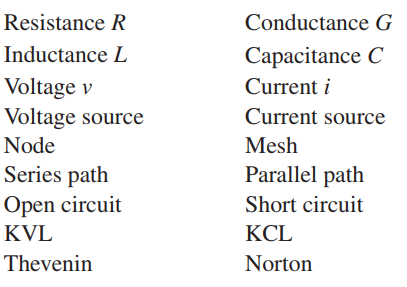 Resistance R Conductance G
Inductance L Capacitance C
Voltage v Current i
Voltage source Current source
Node Mesh
Series path Parallel path
Open circuit Short circuit
KVL KCL
Thevenin Norton